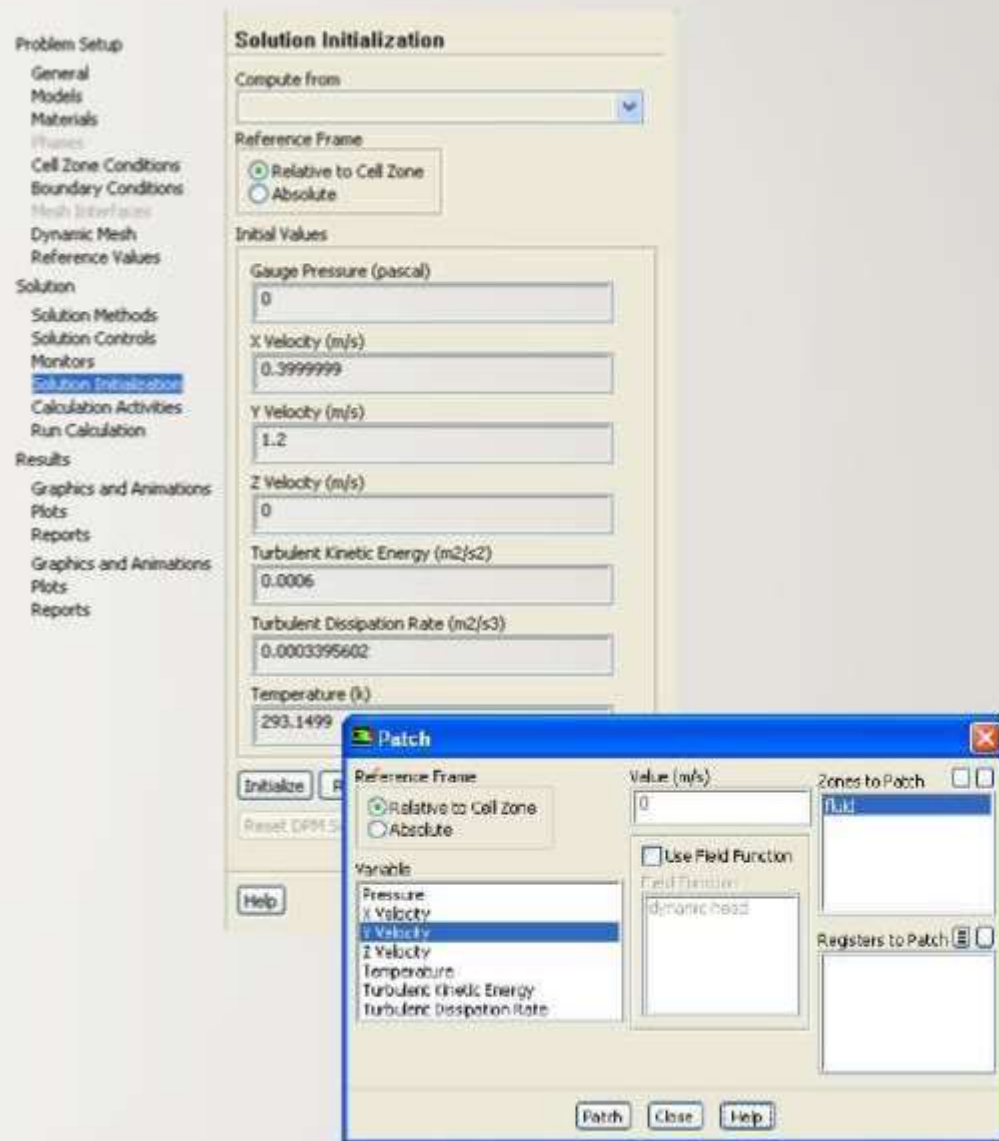 Problem Setup
General
Models
Materials
Phases
Cell Zone Conditions
Boundary Conditions
Mesh Interfaces
Dynamic Mesh
Reference Values
Solution
Solution Methods
Solution Controls
Monitors
Solution Initialization
Calculation Activities
Run Calculation
Results
Graphics and Animations
Plots
Reports
Graphics and Animations
Plots
Reports
Solution Initialization
Compute from
Reference Frame
Relative to Cell Zone
Absolute
Initial Values
Gauge Pressure (pascal)
0
X Velocity (m/s)
0.3999999
Y Velocity (m/s)
1.2
Z Velocity (m/s)
0
Turbulent Kinetic Energy (m2/s2)
0.0006
Turbulent Dissipation Rate (m2/s3)
0.0003395602
Temperature (k)
293.1499
Initialize
Reset DPM
Help
Patch
Reference Frame
Relative to Cell Zone
Absolute
Variable
Pressure
X Velocity
Y Velocity
Z Velocity
Temperature
Turbulent Kinetic Energy
Turbulent Dissipation Rate
Value (m/s)
0
Use Field Function
Field Function
dynamic-head
Zones to Patch
fluid
Registers to Patch
Patch Close Help